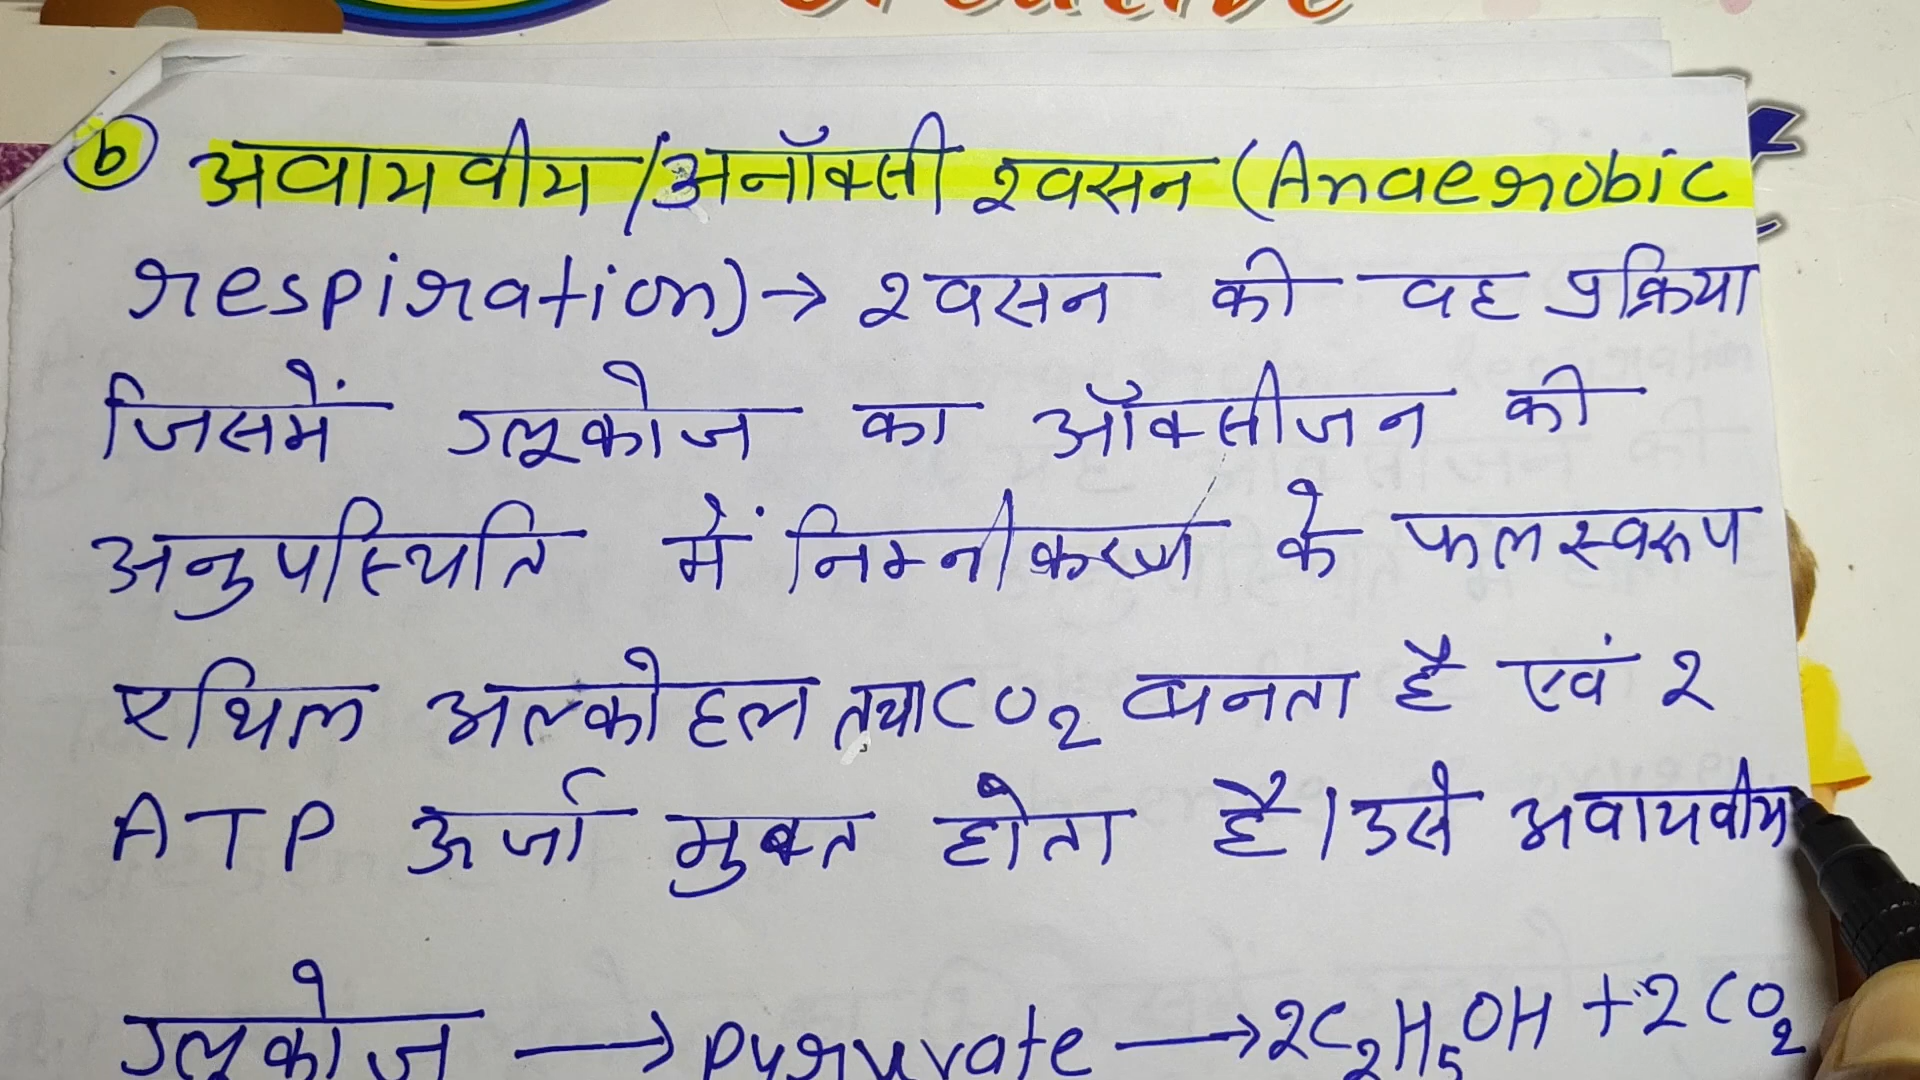 Creative
b अवायवीय/अनॉक्सी श्वसन (Anaerobic
respiration) → श्वसन की वह प्रक्रिया
जिसमें ग्लूकोज का ऑक्सीजन की
अनुपस्थिति में निम्नीकरण के फलस्वरूप
एथिल अल्कोहल तथा CO₂ बनता है एवं 2
ATP ऊर्जा मुक्त होता है। उसे अवायवीय
ग्लूकोज → pyruvate → 2C₂H₅OH + 2CO₂